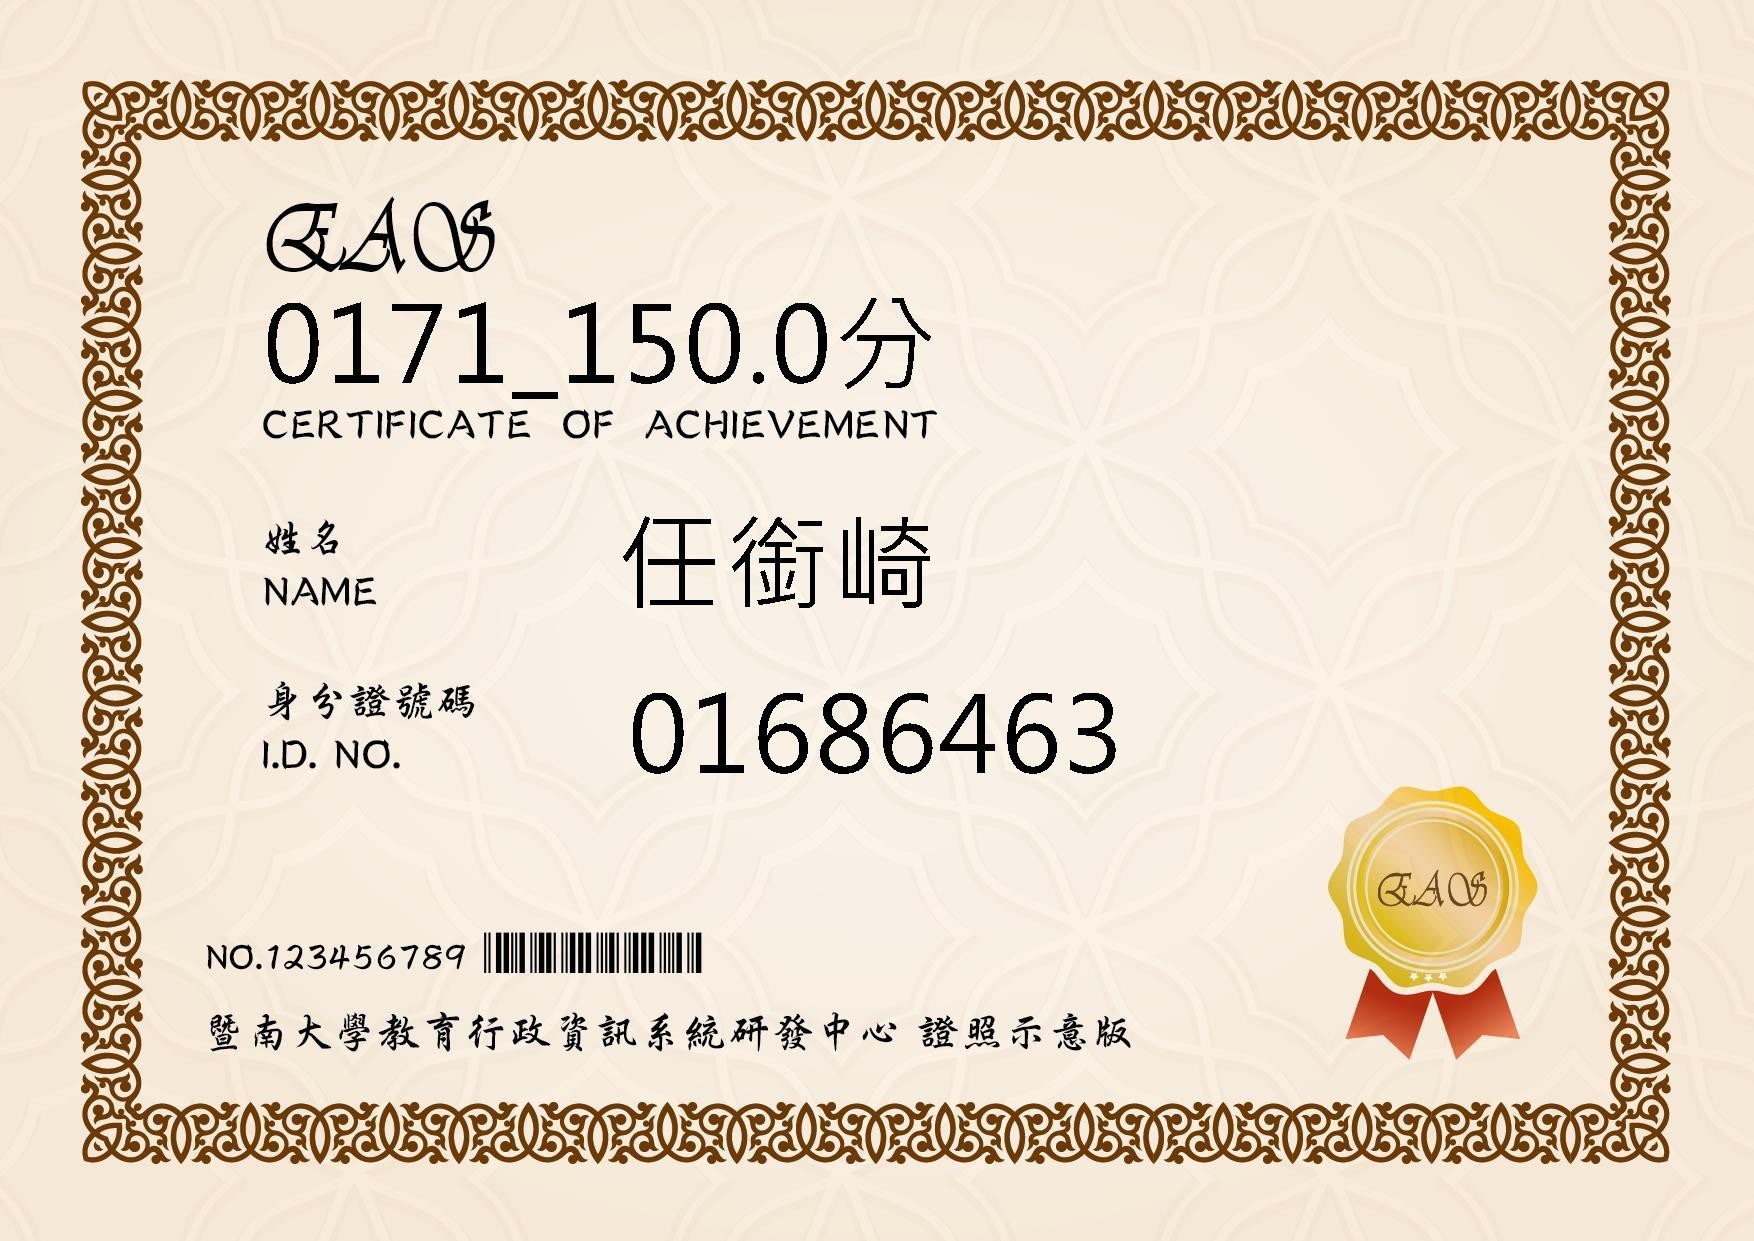 EAS
0171_150.0分
CERTIFICATE OF ACHIEVEMENT
姓名
NAME
任銜崎
身分證號碼
I.D. NO.
01686463
EAS
NO.123456789
暨南大學教育行政資訊系統研發中心 證照示意版